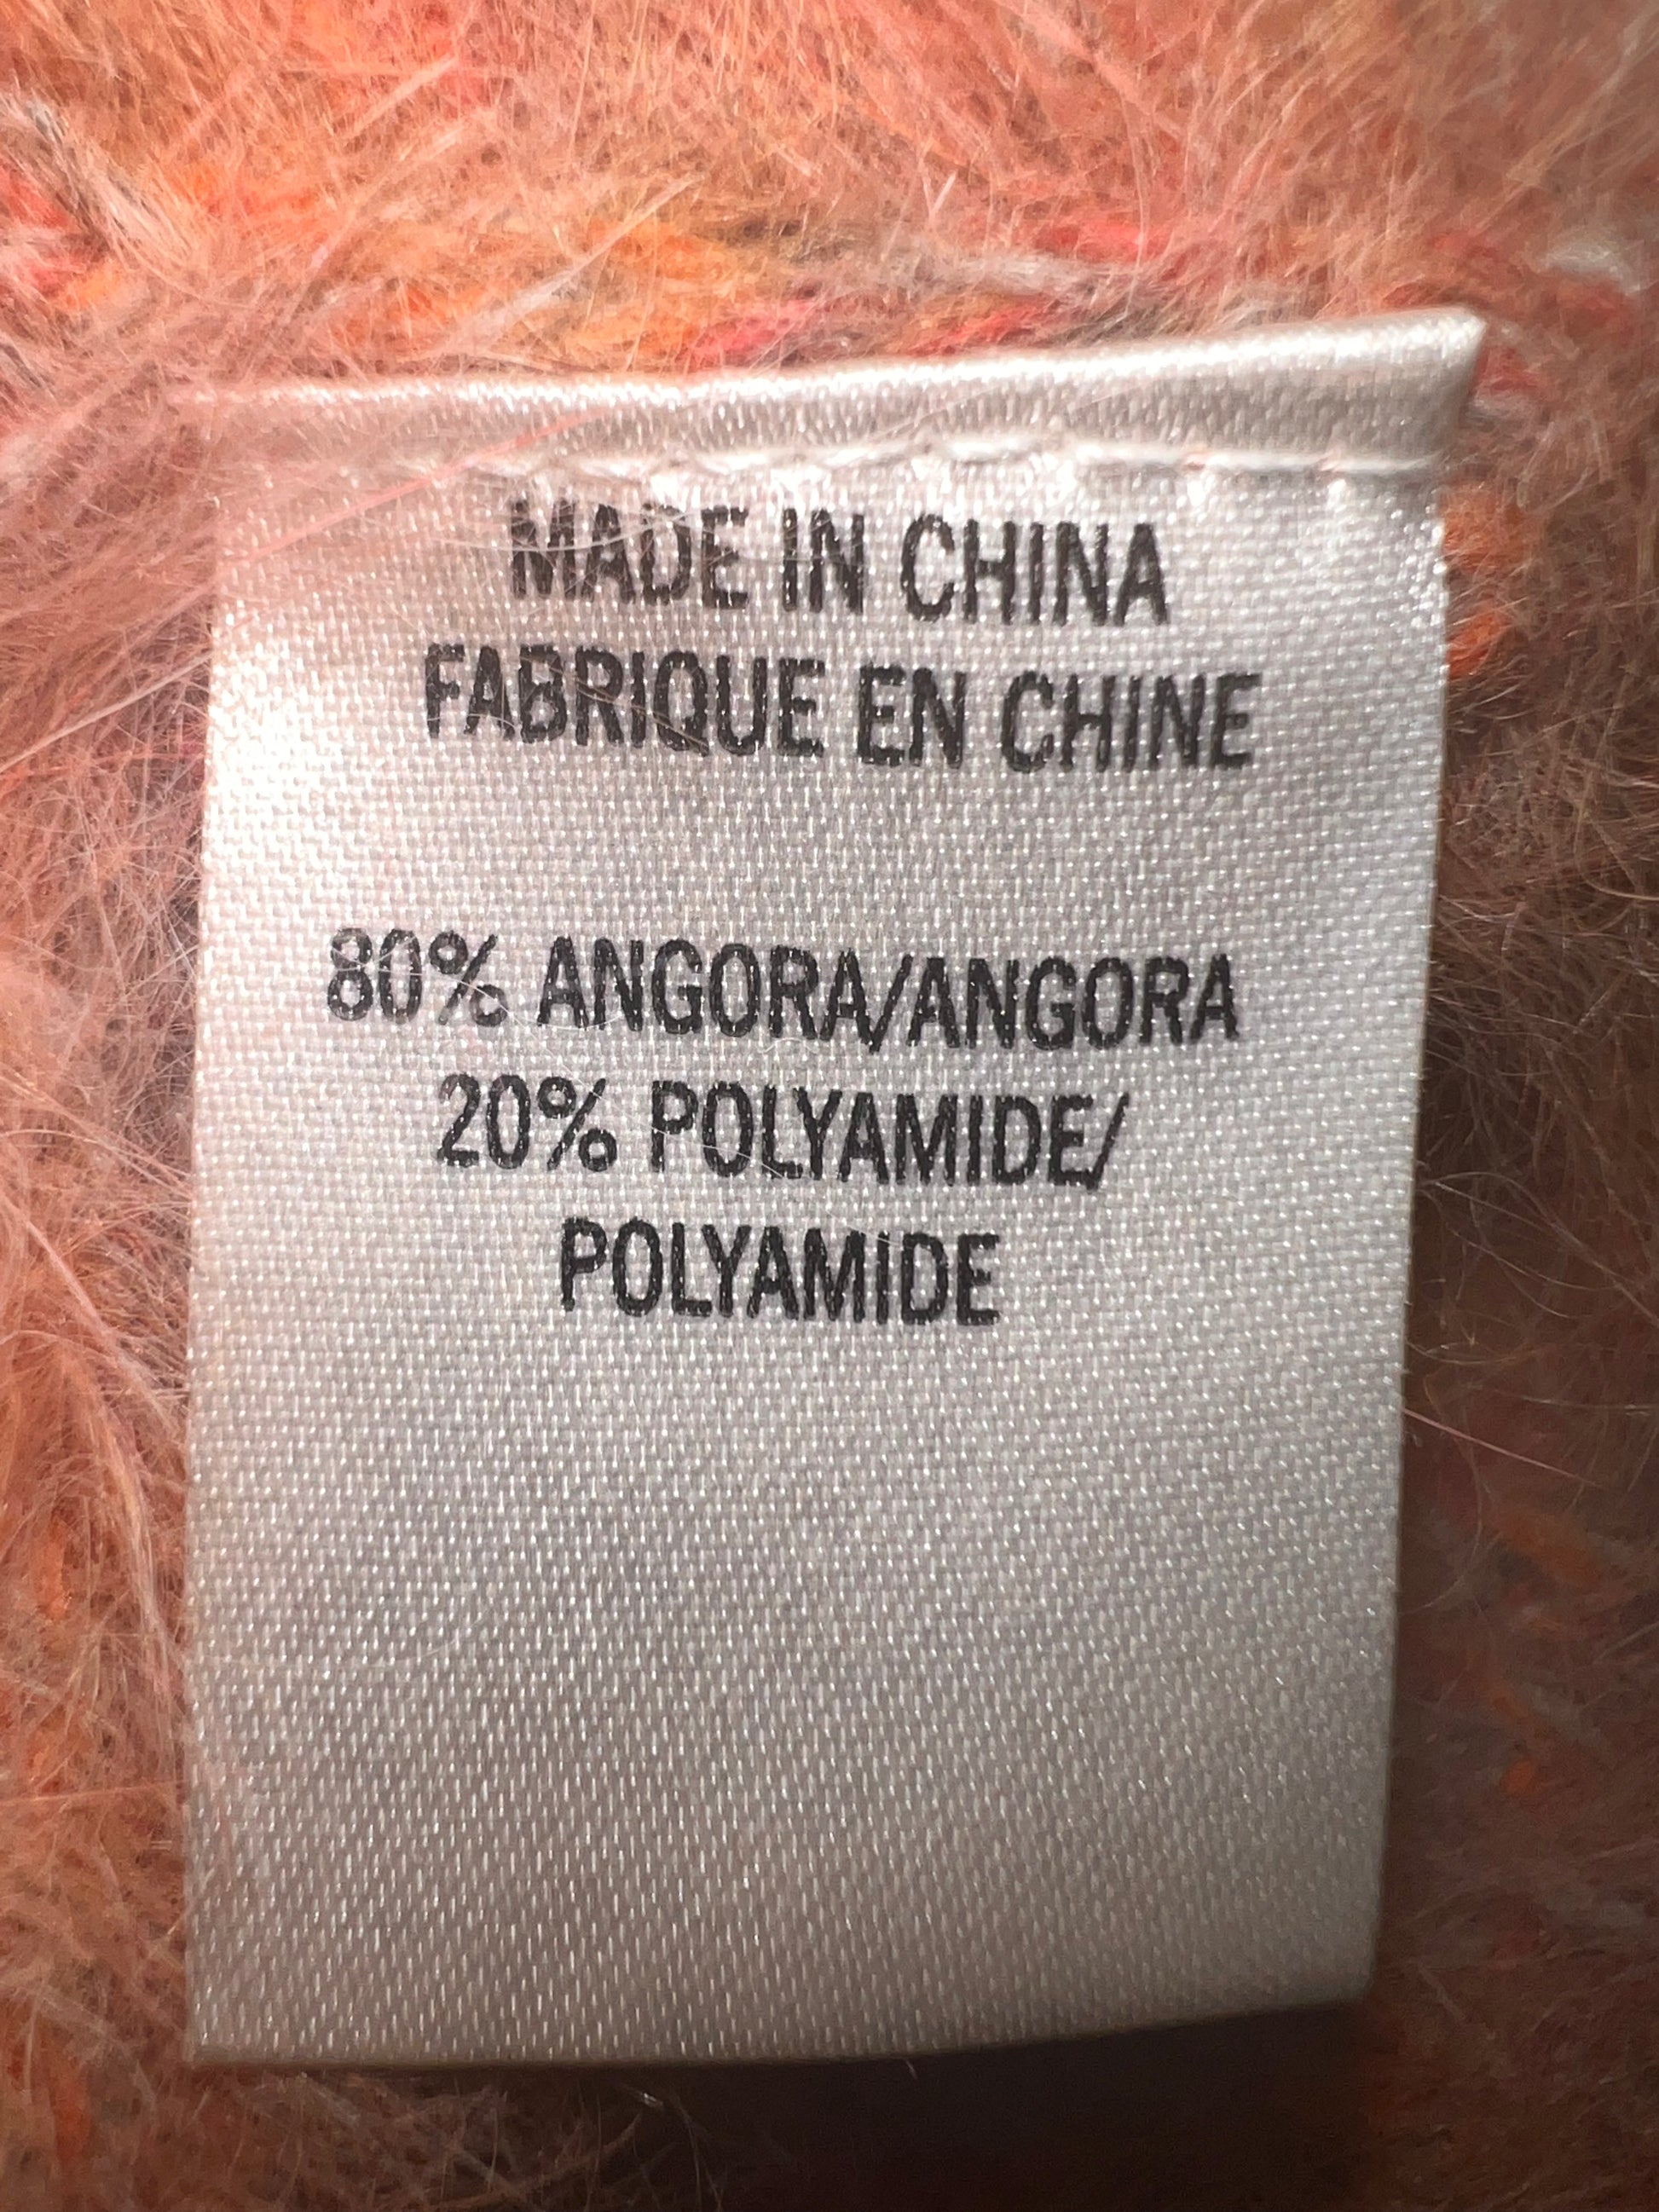 MADE IN CHINA
FABRIQUE EN CHINE
80% ANGORA/ANGORA
20% POLYAMIDE/
POLYAMIDE